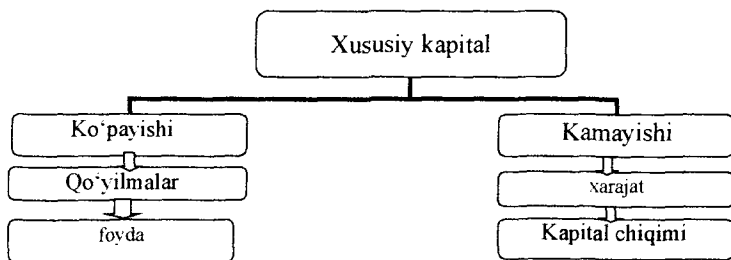 Xususiy kapital
Ko‘payishi
Kamayishi
Qo‘yilmalar
xarajat
foyda
Kapital chiqimi